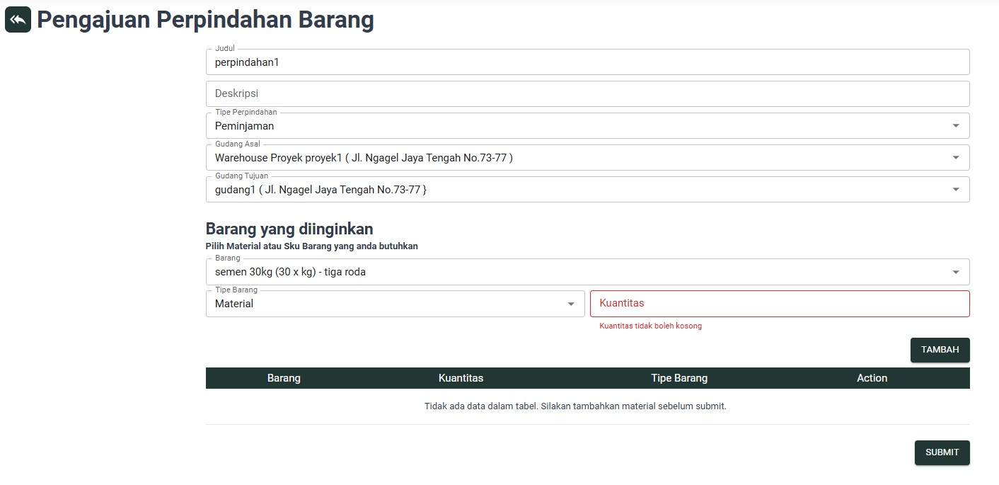 Pengajuan Perpindahan Barang
Judul
perpindahan1
Deskripsi
Tipe Perpindahan
Peminjaman
Gudang Asal
Warehouse Proyek proyek1 ( Jl. Ngagel Jaya Tengah No.73-77 )
Gudang Tujuan
gudang1 ( Jl. Ngagel Jaya Tengah No.73-77 }
Barang yang diinginkan
Pilih Material atau Sku Barang yang anda butuhkan
Barang
semen 30kg (30 x kg) - tiga roda
Tipe Barang
Material
Kuantitas
Kuantitas tidak boleh kosong
TAMBAH
Barang Kuantitas Tipe Barang Action
Tidak ada data dalam tabel. Silakan tambahkan material sebelum submit.
SUBMIT